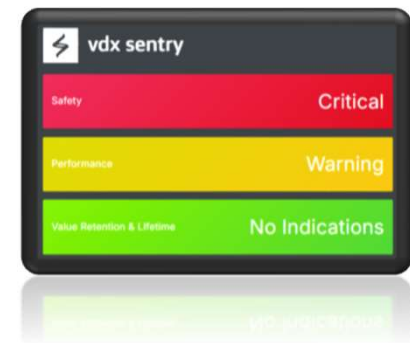 vdx sentry
Safety
Critical
Performance
Warning
Value Retention & Lifetime
No Indications